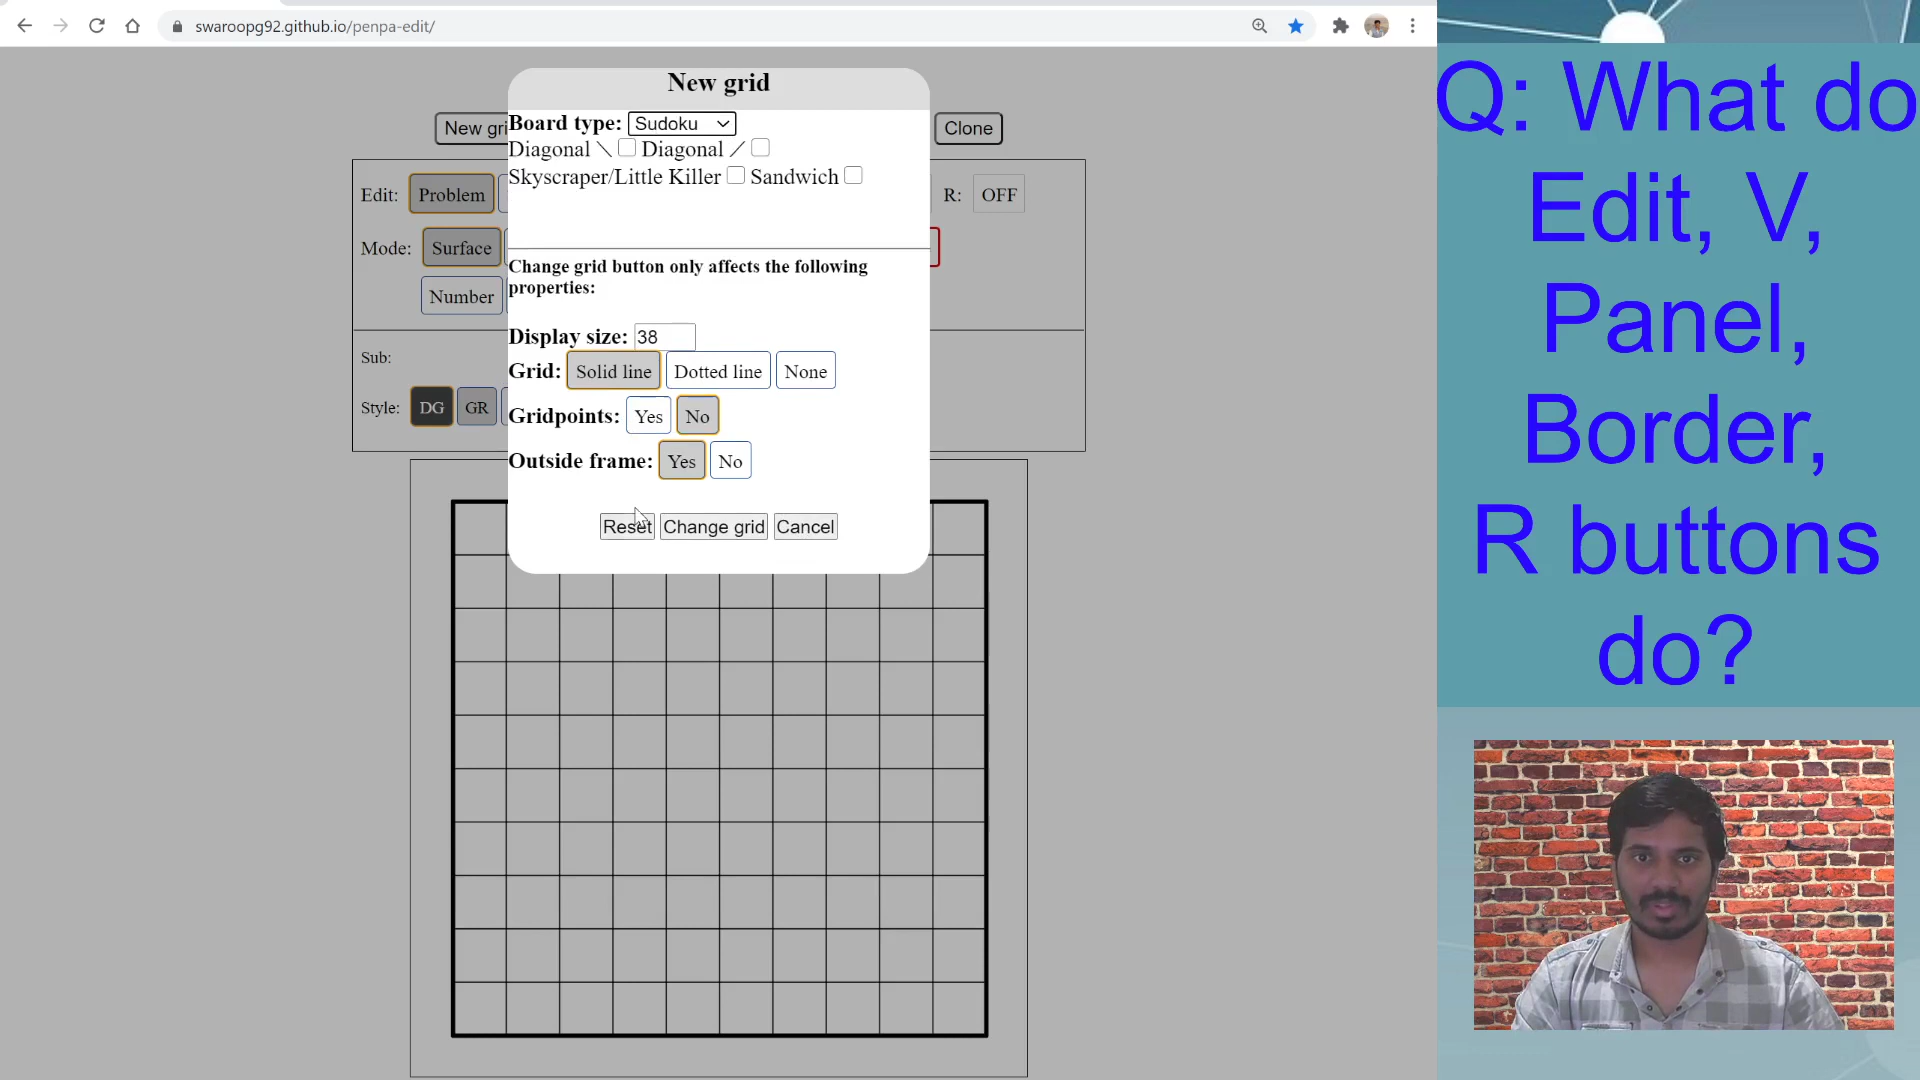 swaroopg92.github.io/penpa-edit/
New grid
Board type: Sudoku
Diagonal ＼ Diagonal ／
Skyscraper/Little Killer Sandwich
Change grid button only affects the following
properties:
Display size: 38
Grid: Solid line Dotted line None
Gridpoints: Yes No
Outside frame: Yes No
Reset Change grid Cancel
New gri
Clone
Edit: Problem
R: OFF
Mode: Surface
Number
Sub:
Style: DG GR
Q: What do
Edit, V,
Panel,
Border,
R buttons
do?